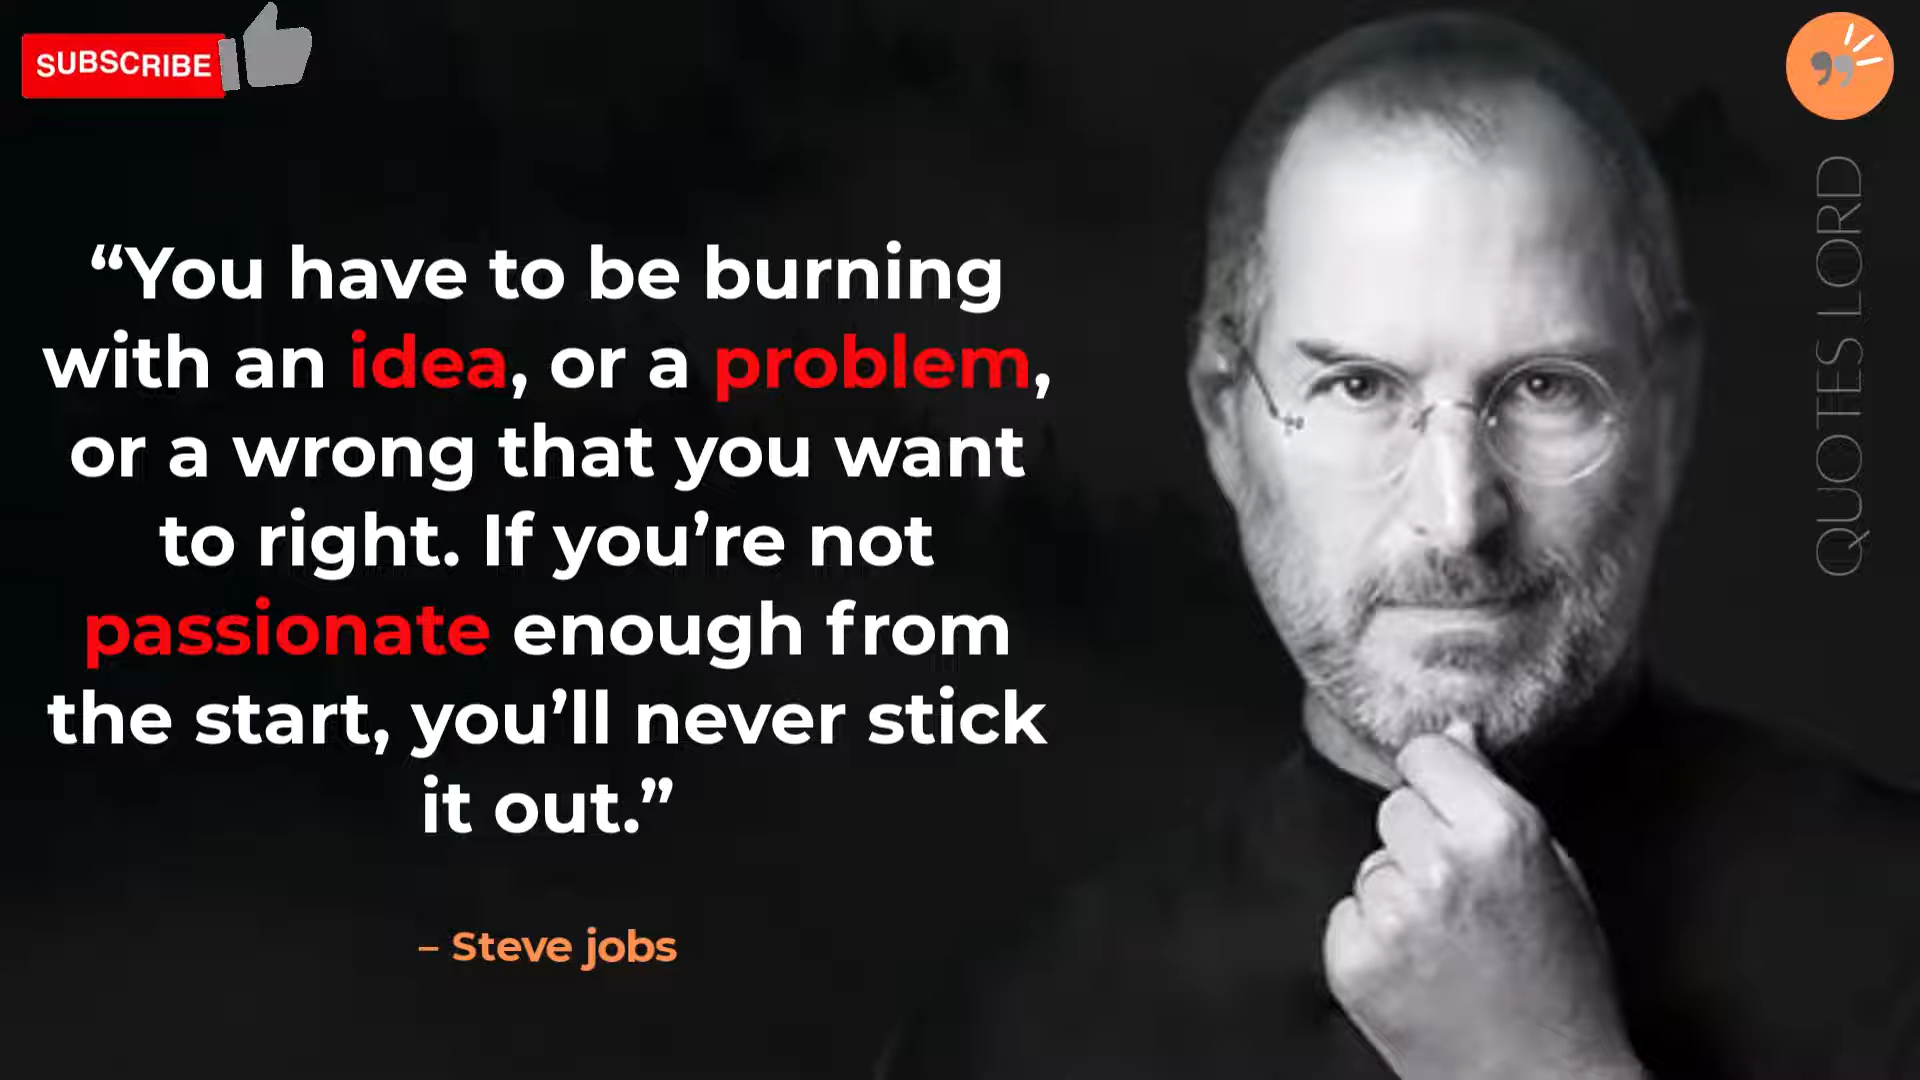 SUBSCRIBE
“You have to be burning
with an idea, or a problem,
or a wrong that you want
to right. If you’re not
passionate enough from
the start, you’ll never stick
it out.”
– Steve jobs
QUOTES LORD